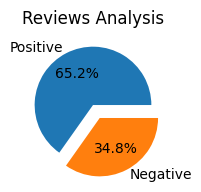 Reviews Analysis
Positive
65.2%
34.8%
Negative